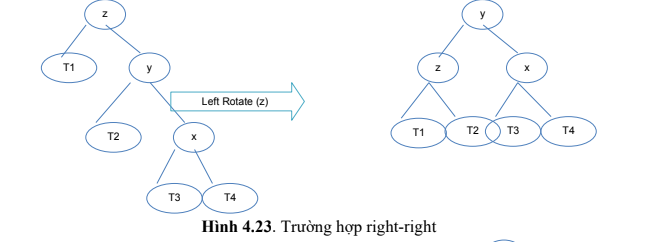 z
y
T1
y
z
x
Left Rotate (z)
T2
x
T1
T2
T3
T4
T3
T4
Hình 4.23. Trường hợp right-right